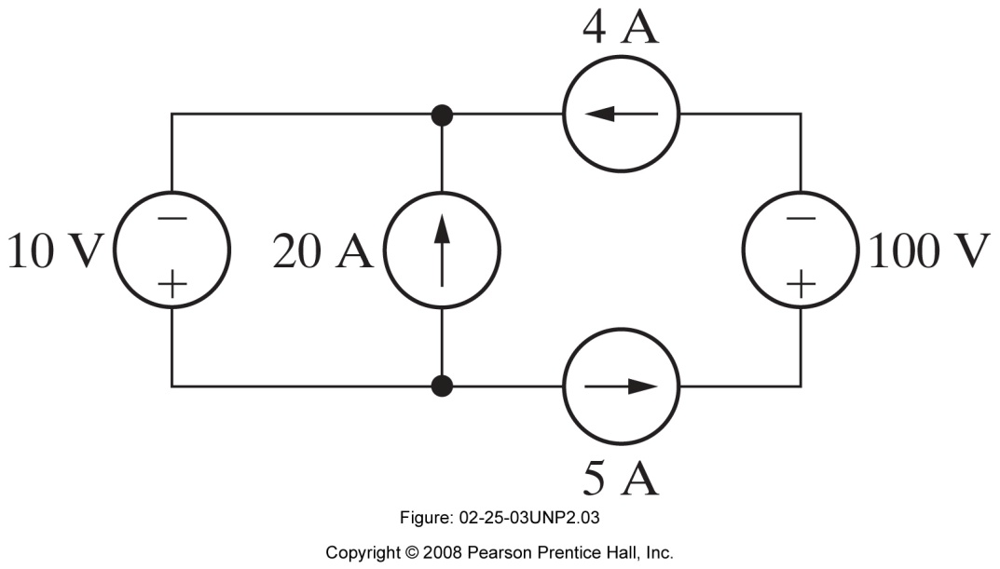 4 A
10 V
20 A
100 V
5 A
Figure: 02-25-03UNP2.03
Copyright © 2008 Pearson Prentice Hall, Inc.